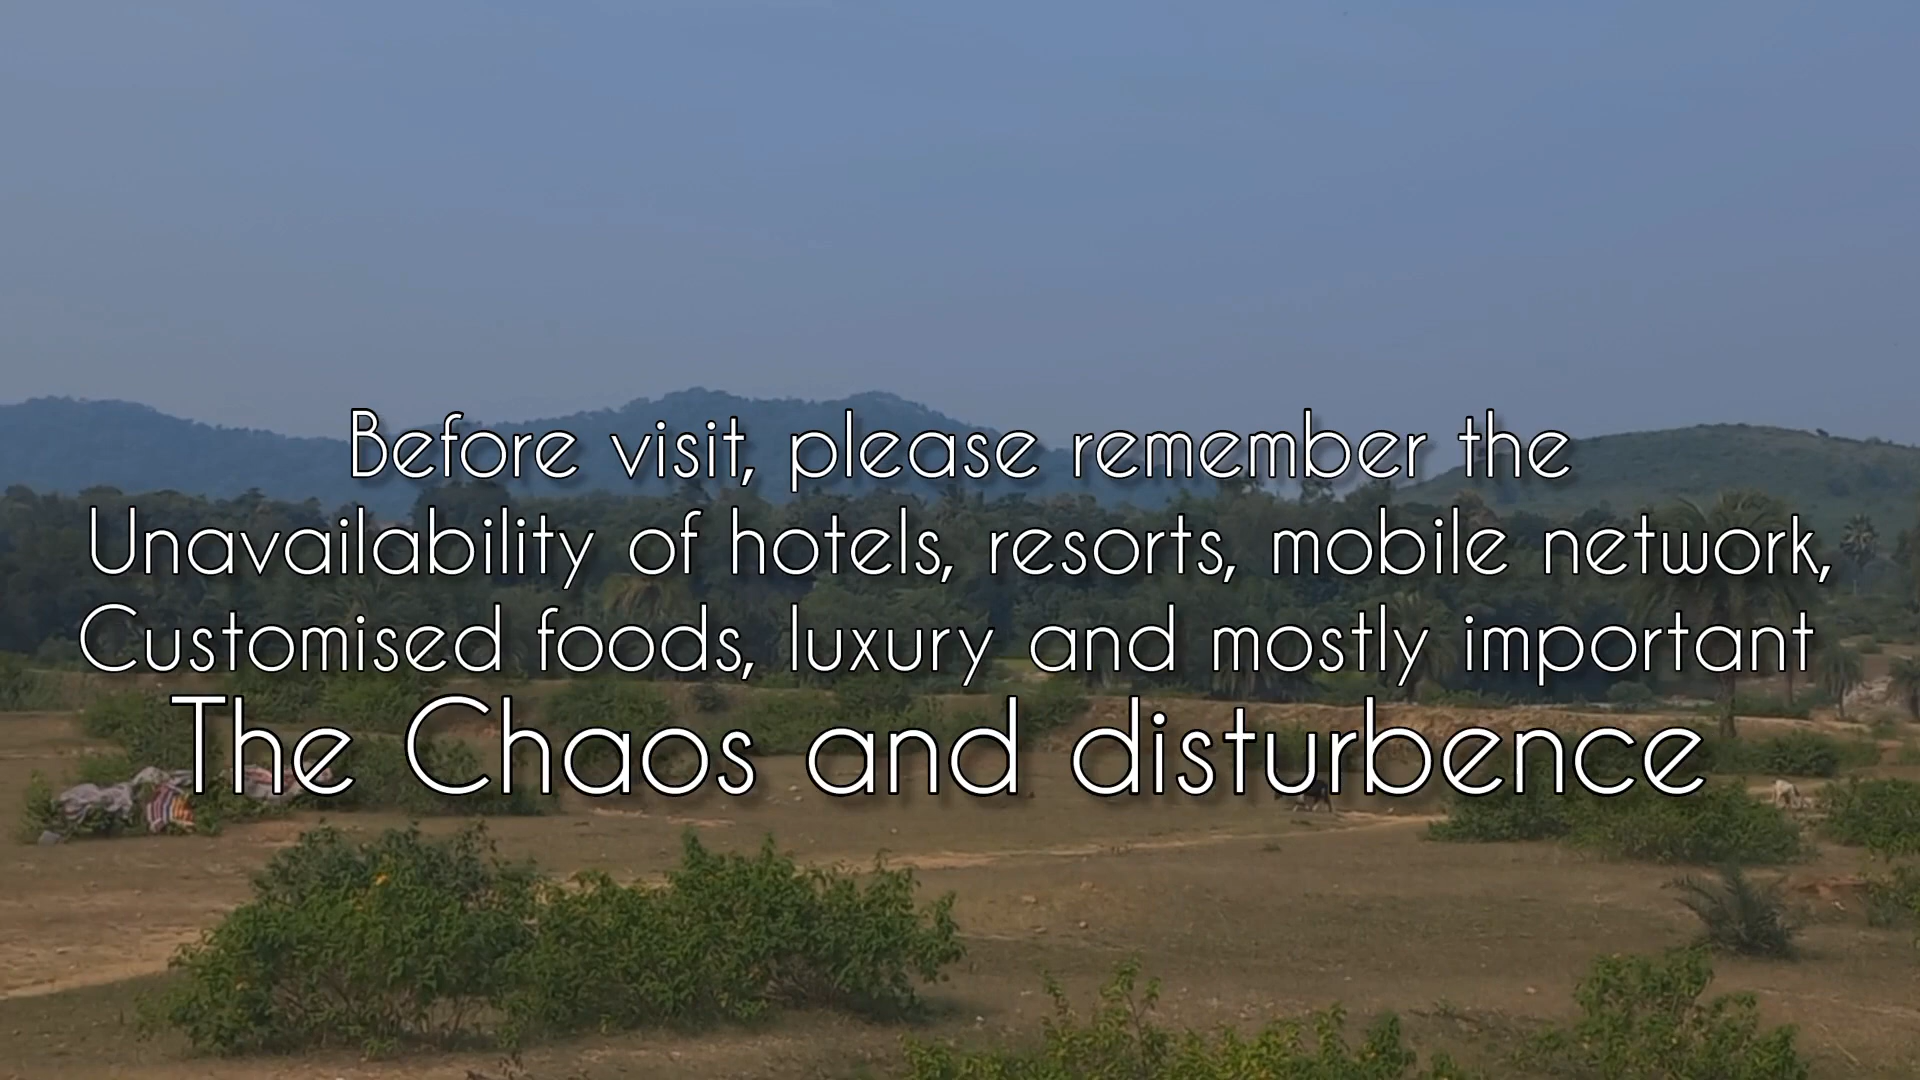 Before visit, please remember the
Unavailability of hotels, resorts, mobile network,
Customised foods, luxury and mostly important
The Chaos and disturbence